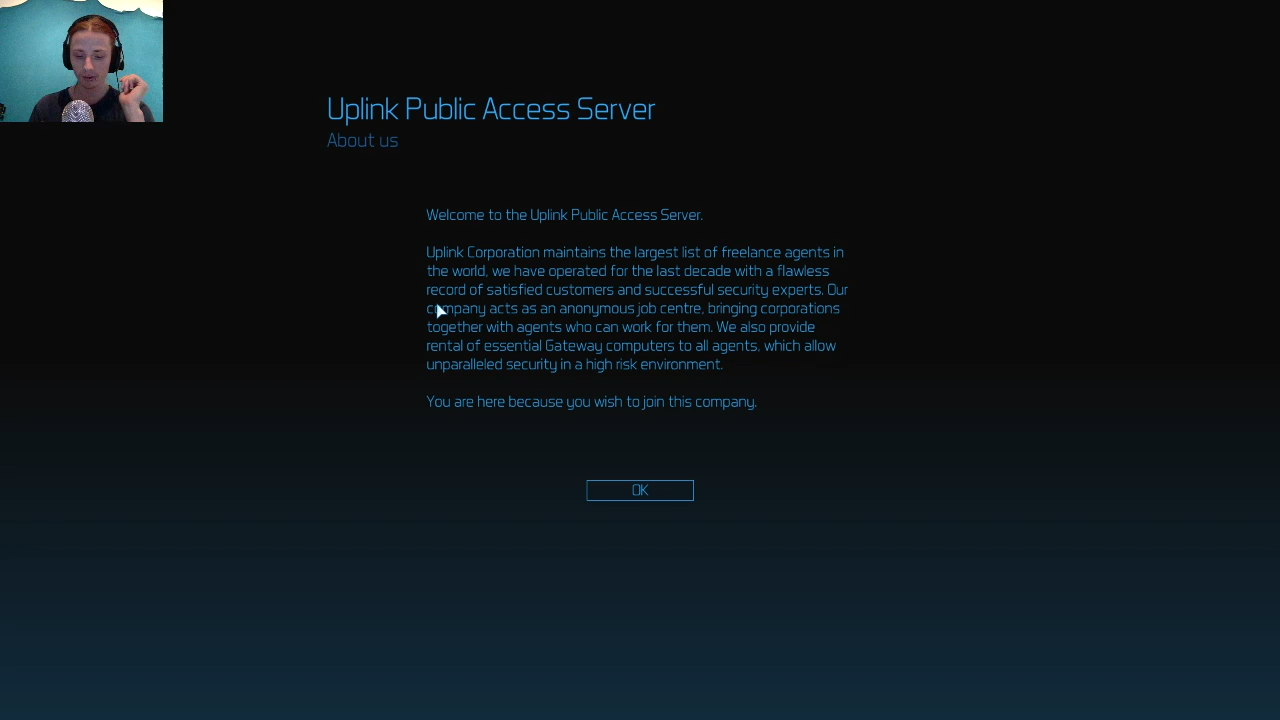 Uplink Public Access Server
About us
Welcome to the Uplink Public Access Server.
Uplink Corporation maintains the largest list of freelance agents in
the world, we have operated for the last decade with a flawless
record of satisfied customers and successful security experts. Our
company acts as an anonymous job centre, bringing corporations
together with agents who can work for them. We also provide
rental of essential Gateway computers to all agents, which allow
unparalleled security in a high risk environment.
You are here because you wish to join this company.
OK